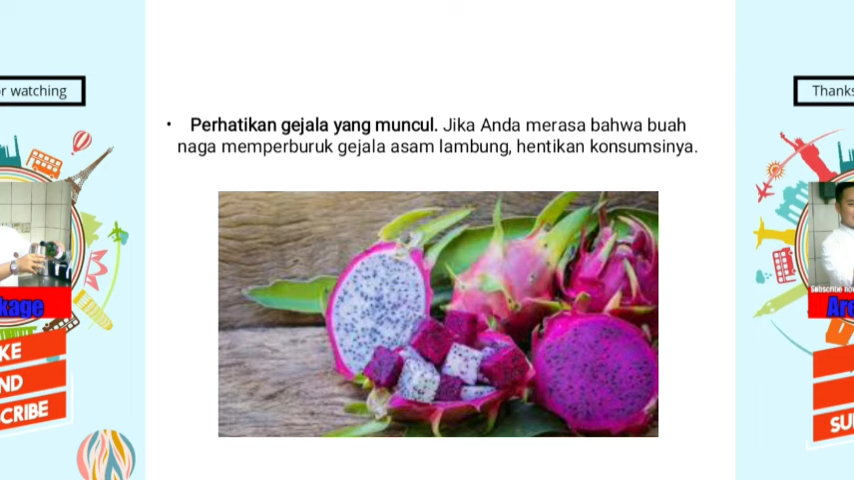 r watching
Thanks
• Perhatikan gejala yang muncul. Jika Anda merasa bahwa buah
naga memperburuk gejala asam lambung, hentikan konsumsinya.
Subscribe
kage
Are
KE
ND
CRIBE
SU